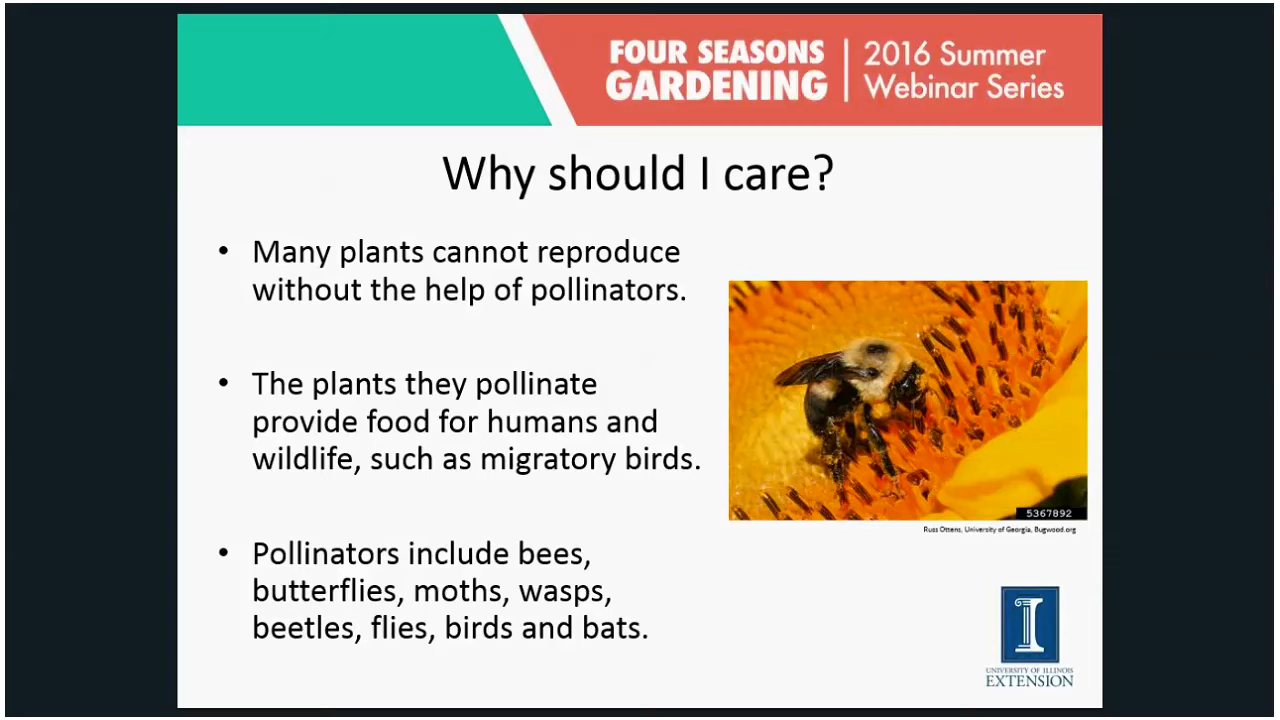 FOUR SEASONS
GARDENING
2016 Summer
Webinar Series
Why should I care?
• Many plants cannot reproduce
without the help of pollinators.
• The plants they pollinate
provide food for humans and
wildlife, such as migratory birds.
• Pollinators include bees,
butterflies, moths, wasps,
beetles, flies, birds and bats.
5367892
Russ Ottens, University of Georgia, Bugwood.org
I
UNIVERSITY OF ILLINOIS
EXTENSION